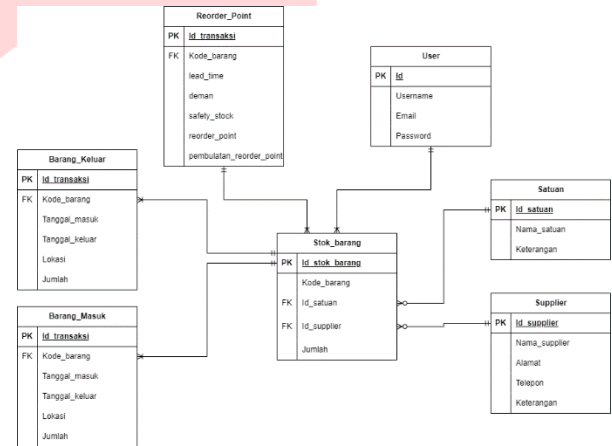 Reorder_Point
PK Id_transaksi
FK Kode_barang
lead_time
deman
safety_stock
reorder_point
pembulatan_reorder_point
User
PK Id
Username
Email
Password
Barang_Keluar
PK Id_transaksi
FK Kode_barang
Tanggal_masuk
Tanggal_keluar
Lokasi
Jumlah
Stok_barang
PK Id_stok_barang
Kode_barang
FK Id_satuan
FK Id_supplier
Jumlah
Satuan
PK Id_satuan
Nama_satuan
Keterangan
Barang_Masuk
PK Id_transaksi
FK Kode_barang
Tanggal_masuk
Tanggal_keluar
Lokasi
Jumlah
Supplier
PK Id_supplier
Nama_supplier
Alamat
Telepon
Keterangan